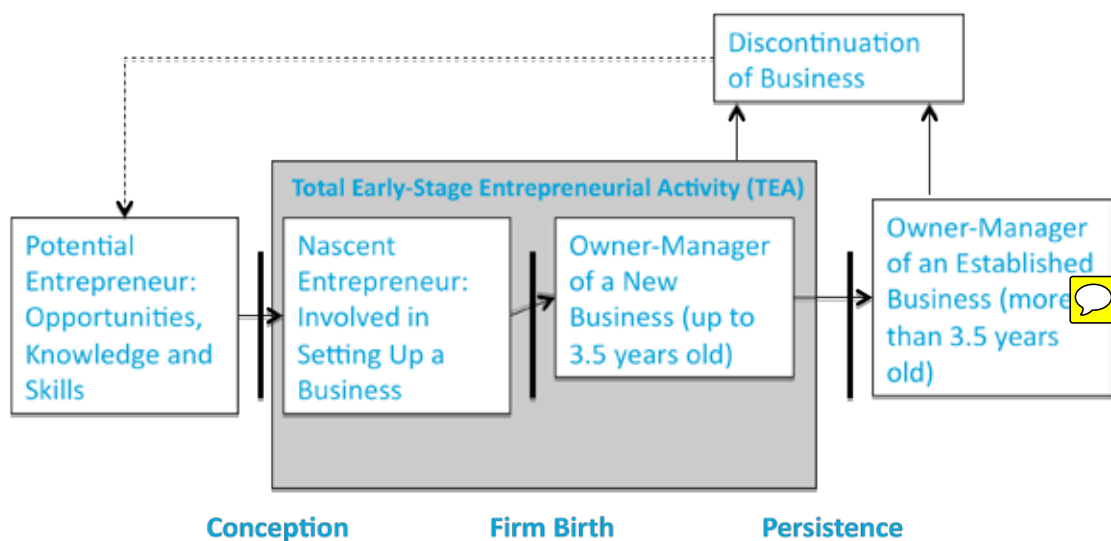 Discontinuation
of Business
Total Early-Stage Entrepreneurial Activity (TEA)
Potential
Entrepreneur:
Opportunities,
Knowledge and
Skills
Nascent
Entrepreneur:
Involved in
Setting Up a
Business
Owner-Manager
of a New
Business (up to
3.5 years old)
Owner-Manager
of an Established
Business (more
than 3.5 years
old)
Conception
Firm Birth
Persistence